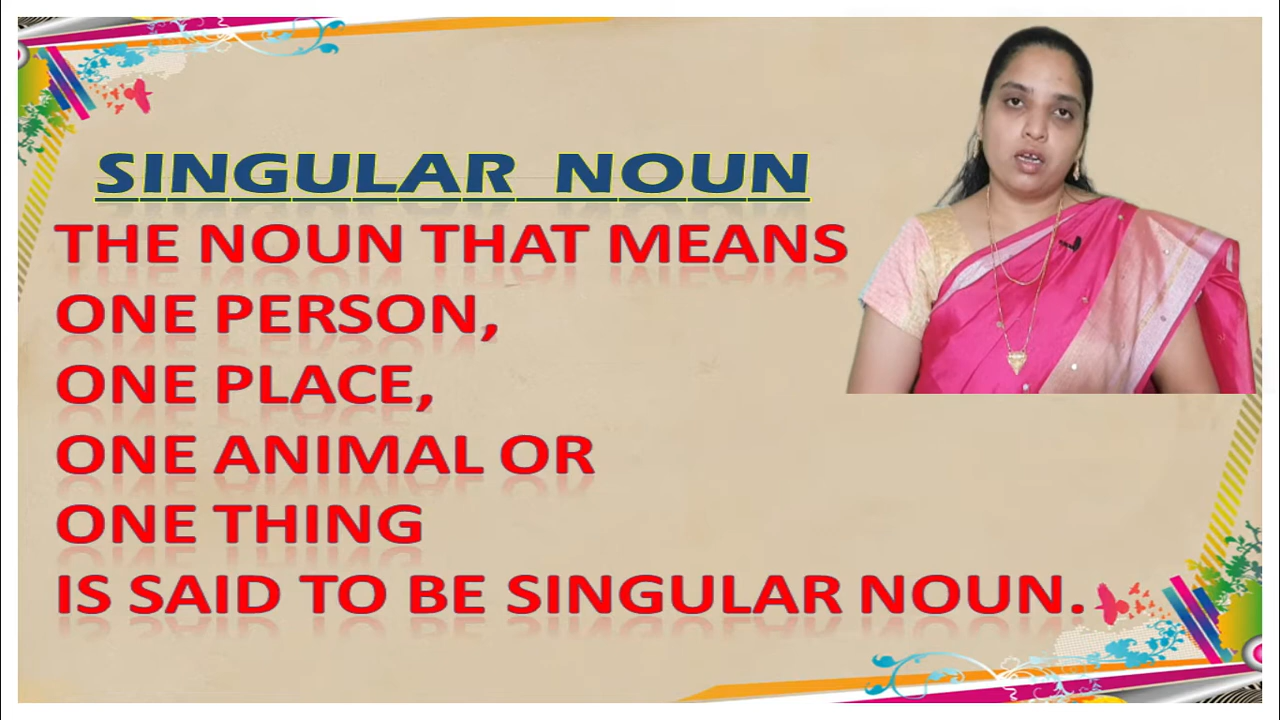 SINGULAR NOUN
THE NOUN THAT MEANS
ONE PERSON,
ONE PLACE,
ONE ANIMAL OR
ONE THING
IS SAID TO BE SINGULAR NOUN.